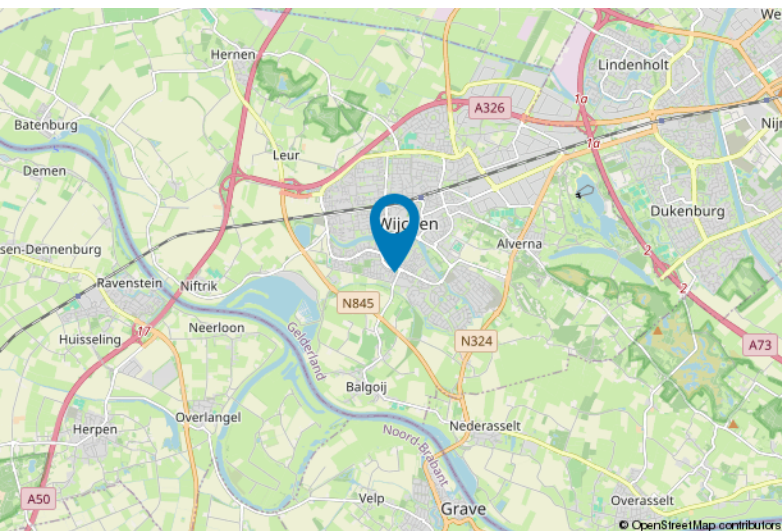 We
Hernen
Lindenholt
1a
A326
Batenburg
Nij
1a
Leur
Demen
Dukenburg
Wijchen
Alverna
sen-Dennenburg
2
Ravenstein
Niftrik
2
N845
Neerloon
17
Huisseling
Gelderland
N324
A73
Balgoij
Overlangel
Nederasselt
Herpen
Noord-Brabant
A50
Velp
Grave
Overasselt
© OpenStreetMap contributors